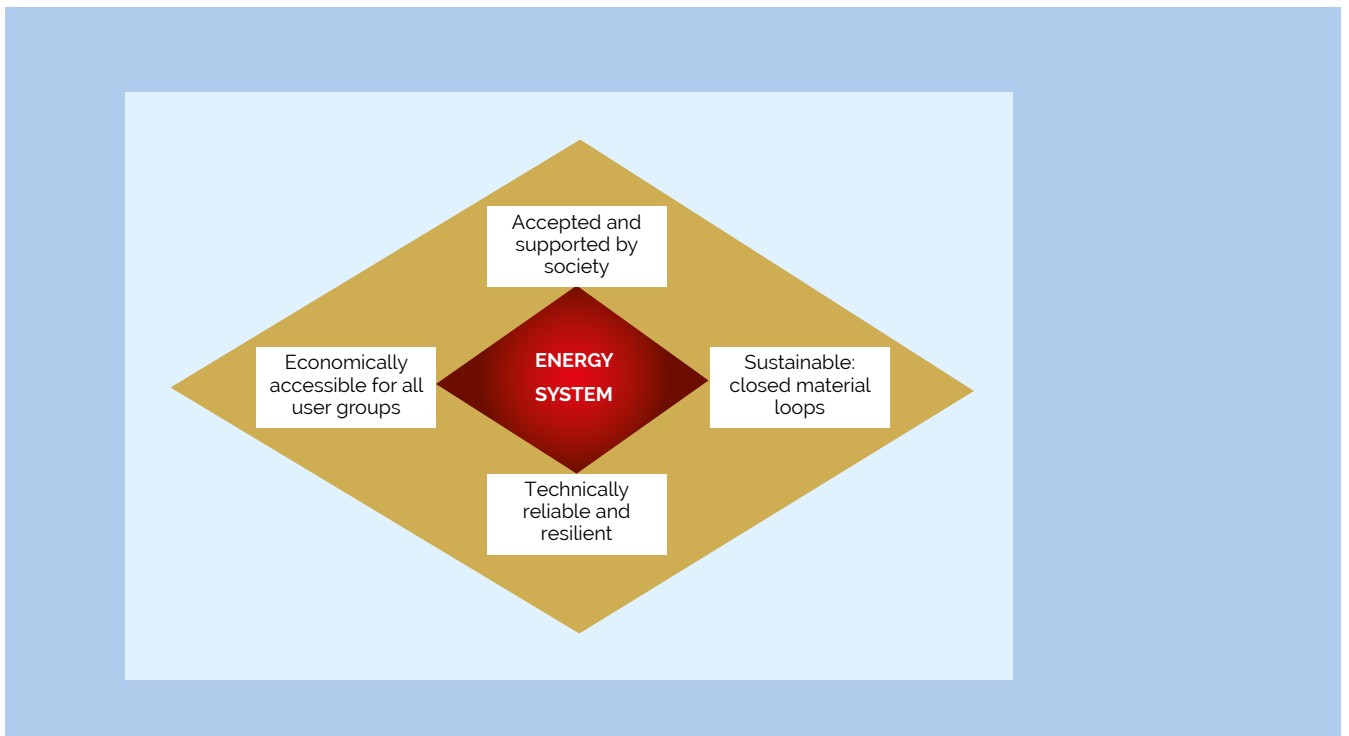 Accepted and
supported by
society
Economically
accessible for all
user groups
ENERGY
SYSTEM
Sustainable:
closed material
loops
Technically
reliable and
resilient